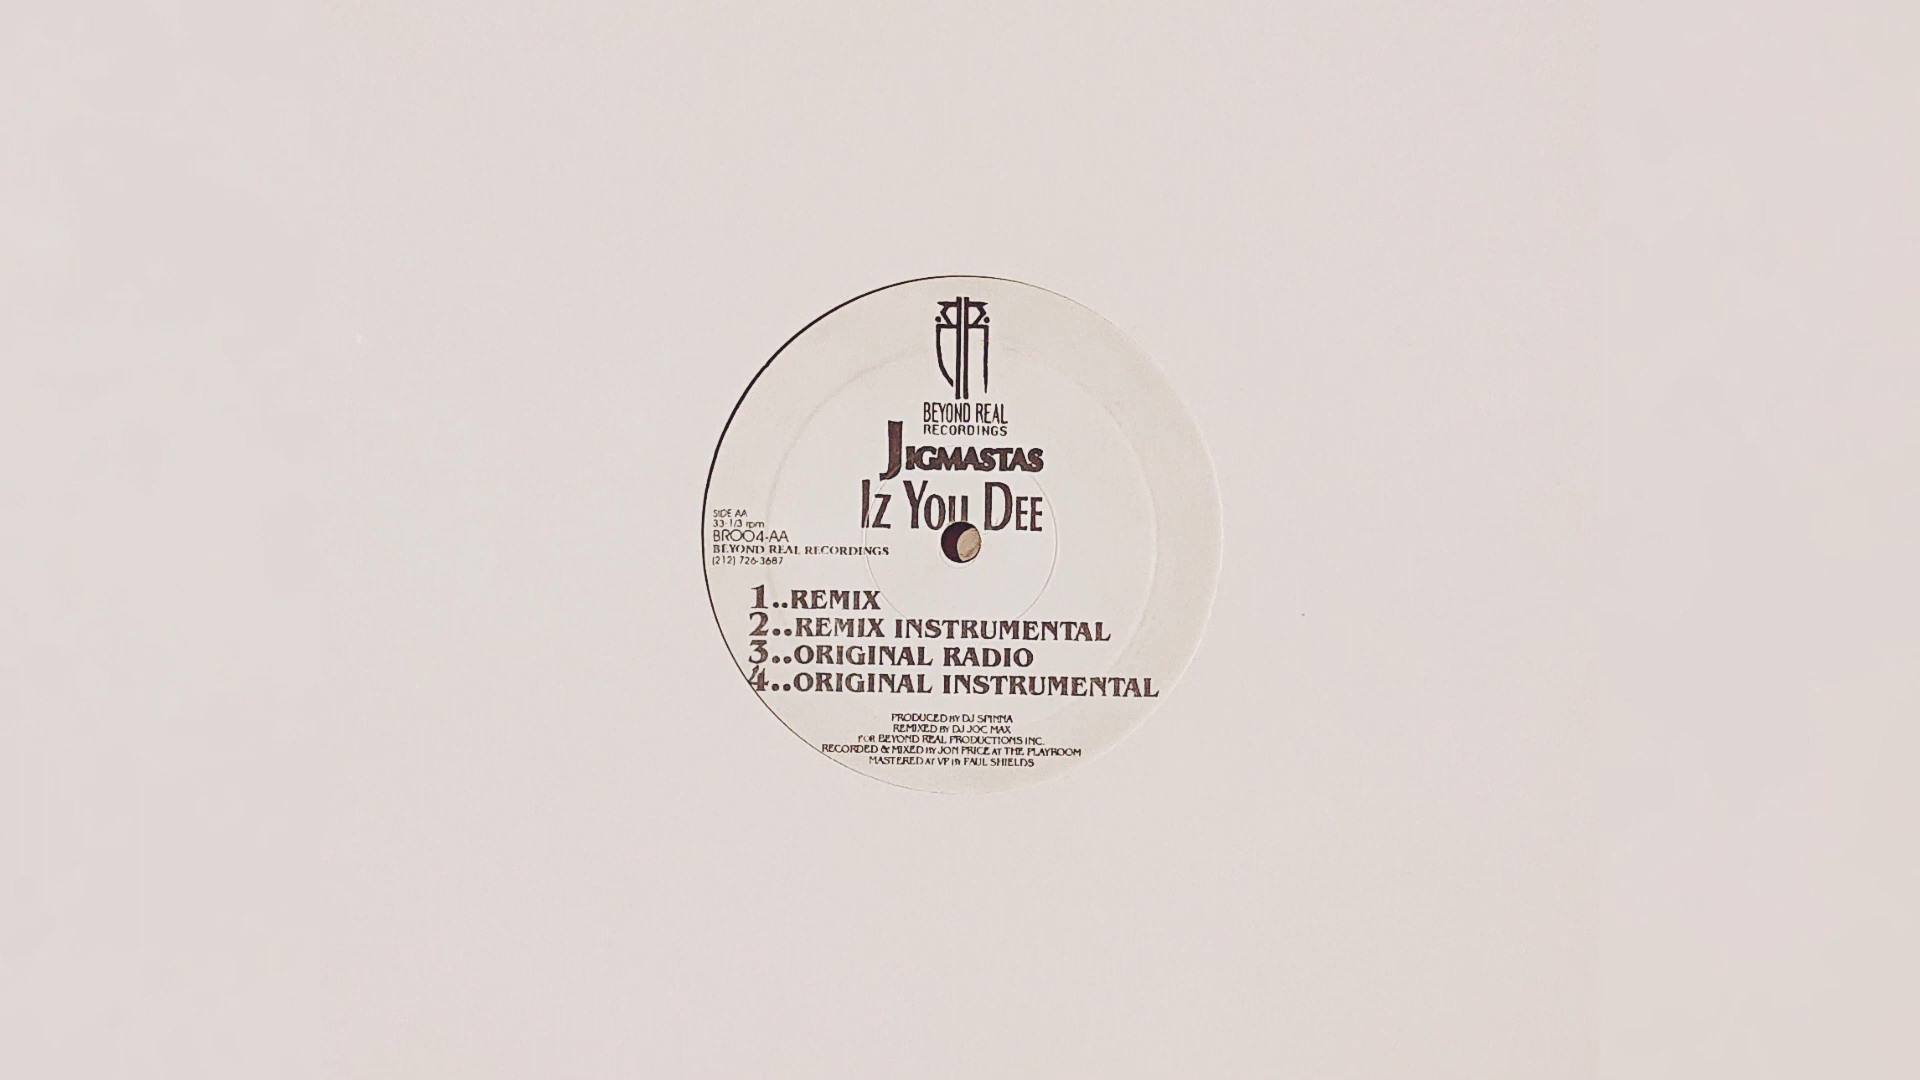 BEYOND REAL
RECORDINGS
JIGMASTAS
IZ YOU DEE
SIDE AA
33·1/3 rpm
BR004-AA
BEYOND REAL RECORDINGS
(212) 726-3687
1..REMIX
2..REMIX INSTRUMENTAL
3..ORIGINAL RADIO
4..ORIGINAL INSTRUMENTAL
PRODUCED BY DJ SPINNA
REMIXED BY DJ JOC MAX
FOR BEYOND REAL PRODUCTIONS INC.
RECORDED & MIXED BY JON PRICE AT THE PLAYROOM
MASTERED AT VP BY PAUL SHIELDS